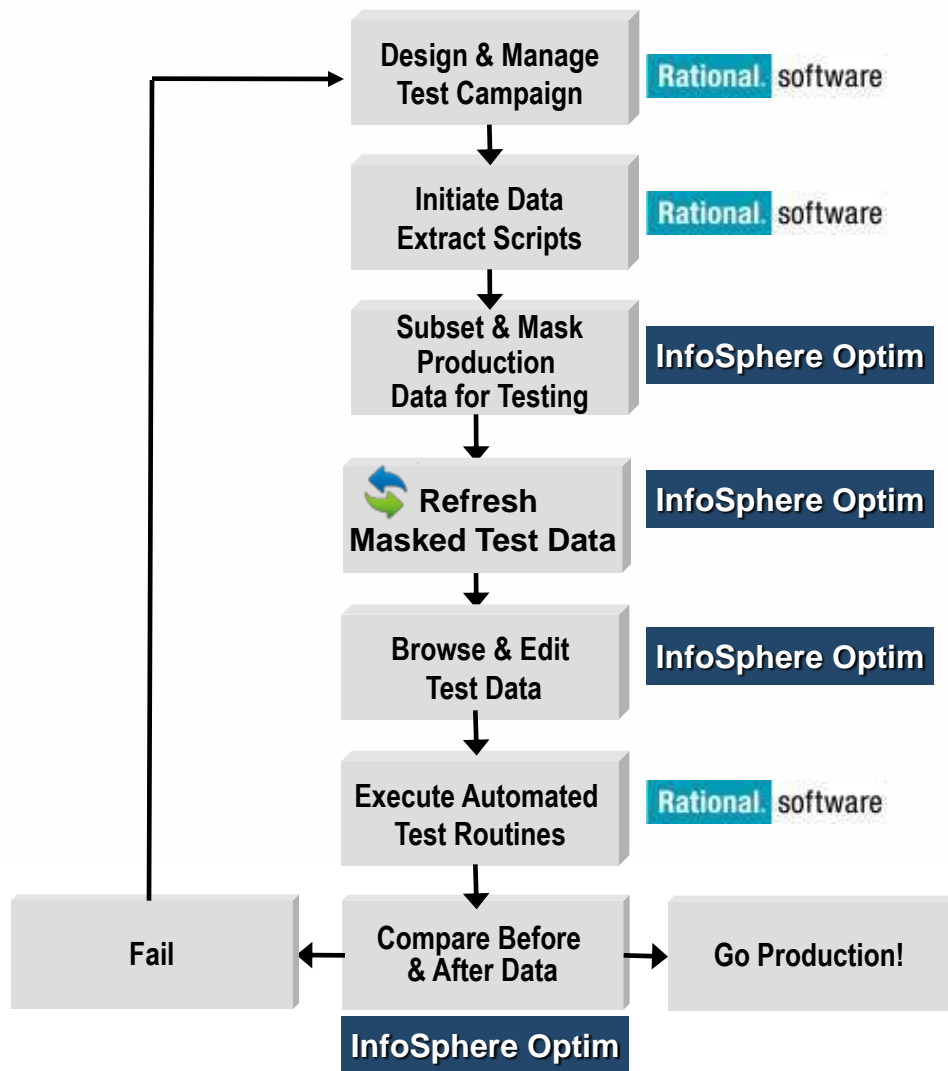 Design & Manage
Test Campaign
Rational. software
Initiate Data
Extract Scripts
Rational. software
Subset & Mask
Production
Data for Testing
InfoSphere Optim
Refresh
Masked Test Data
InfoSphere Optim
Browse & Edit
Test Data
InfoSphere Optim
Execute Automated
Test Routines
Rational. software
Fail
Compare Before
& After Data
Go Production!
InfoSphere Optim